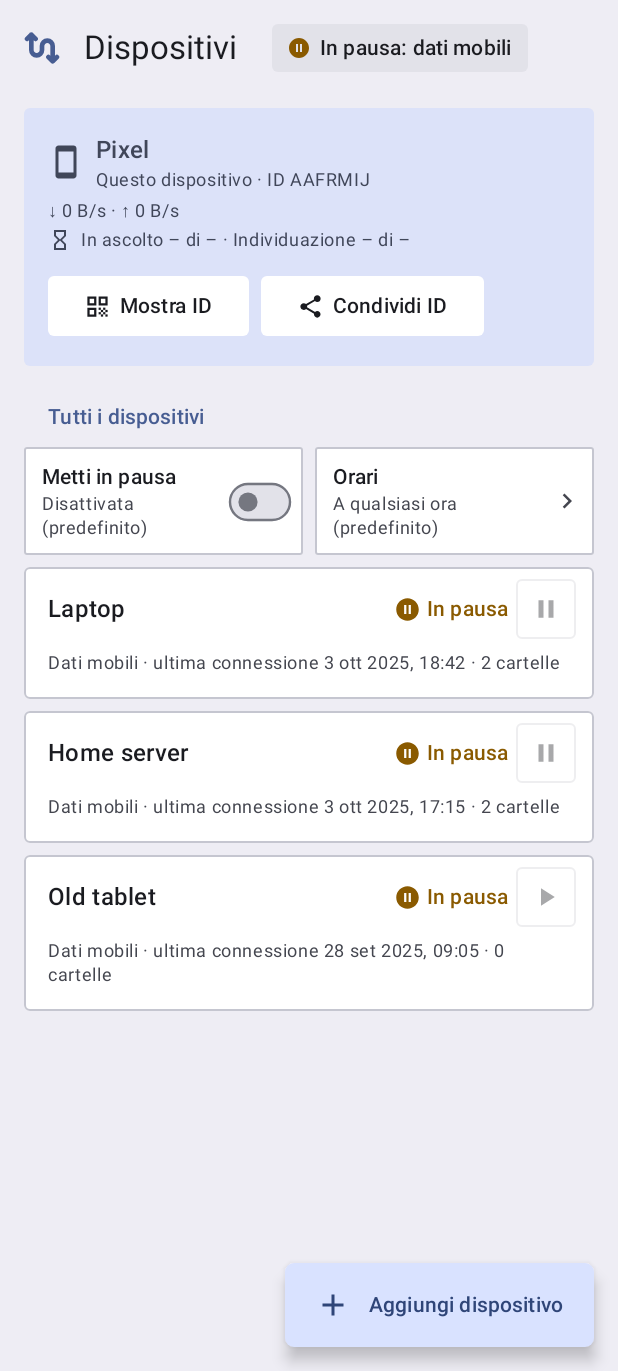 Dispositivi
In pausa: dati mobili
Pixel
Questo dispositivo · ID AAFRMIJ
↓ 0 B/s · ↑ 0 B/s
In ascolto – di – · Individuazione – di –
Mostra ID
Condividi ID
Tutti i dispositivi
Metti in pausa
Disattivata
(predefinito)
Orari
A qualsiasi ora
(predefinito)
Laptop
In pausa
Dati mobili · ultima connessione 3 ott 2025, 18:42 · 2 cartelle
Home server
In pausa
Dati mobili · ultima connessione 3 ott 2025, 17:15 · 2 cartelle
Old tablet
In pausa
Dati mobili · ultima connessione 28 set 2025, 09:05 · 0
cartelle
Aggiungi dispositivo